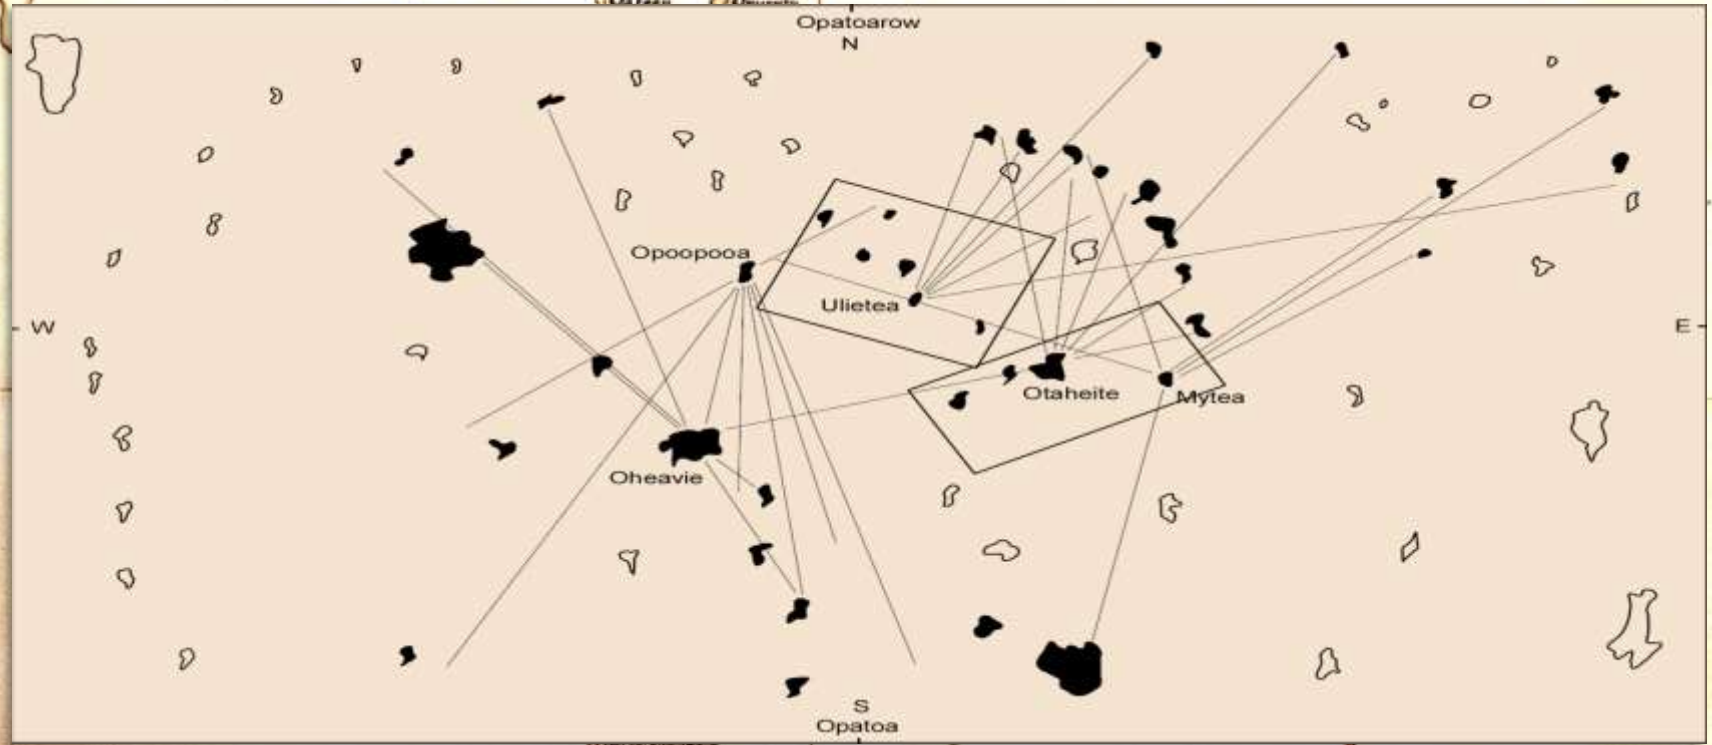 Opatoarow
N
Opoopooa
Ulietea
W
E
Otaheite
Mytea
Oheavie
S
Opatoa